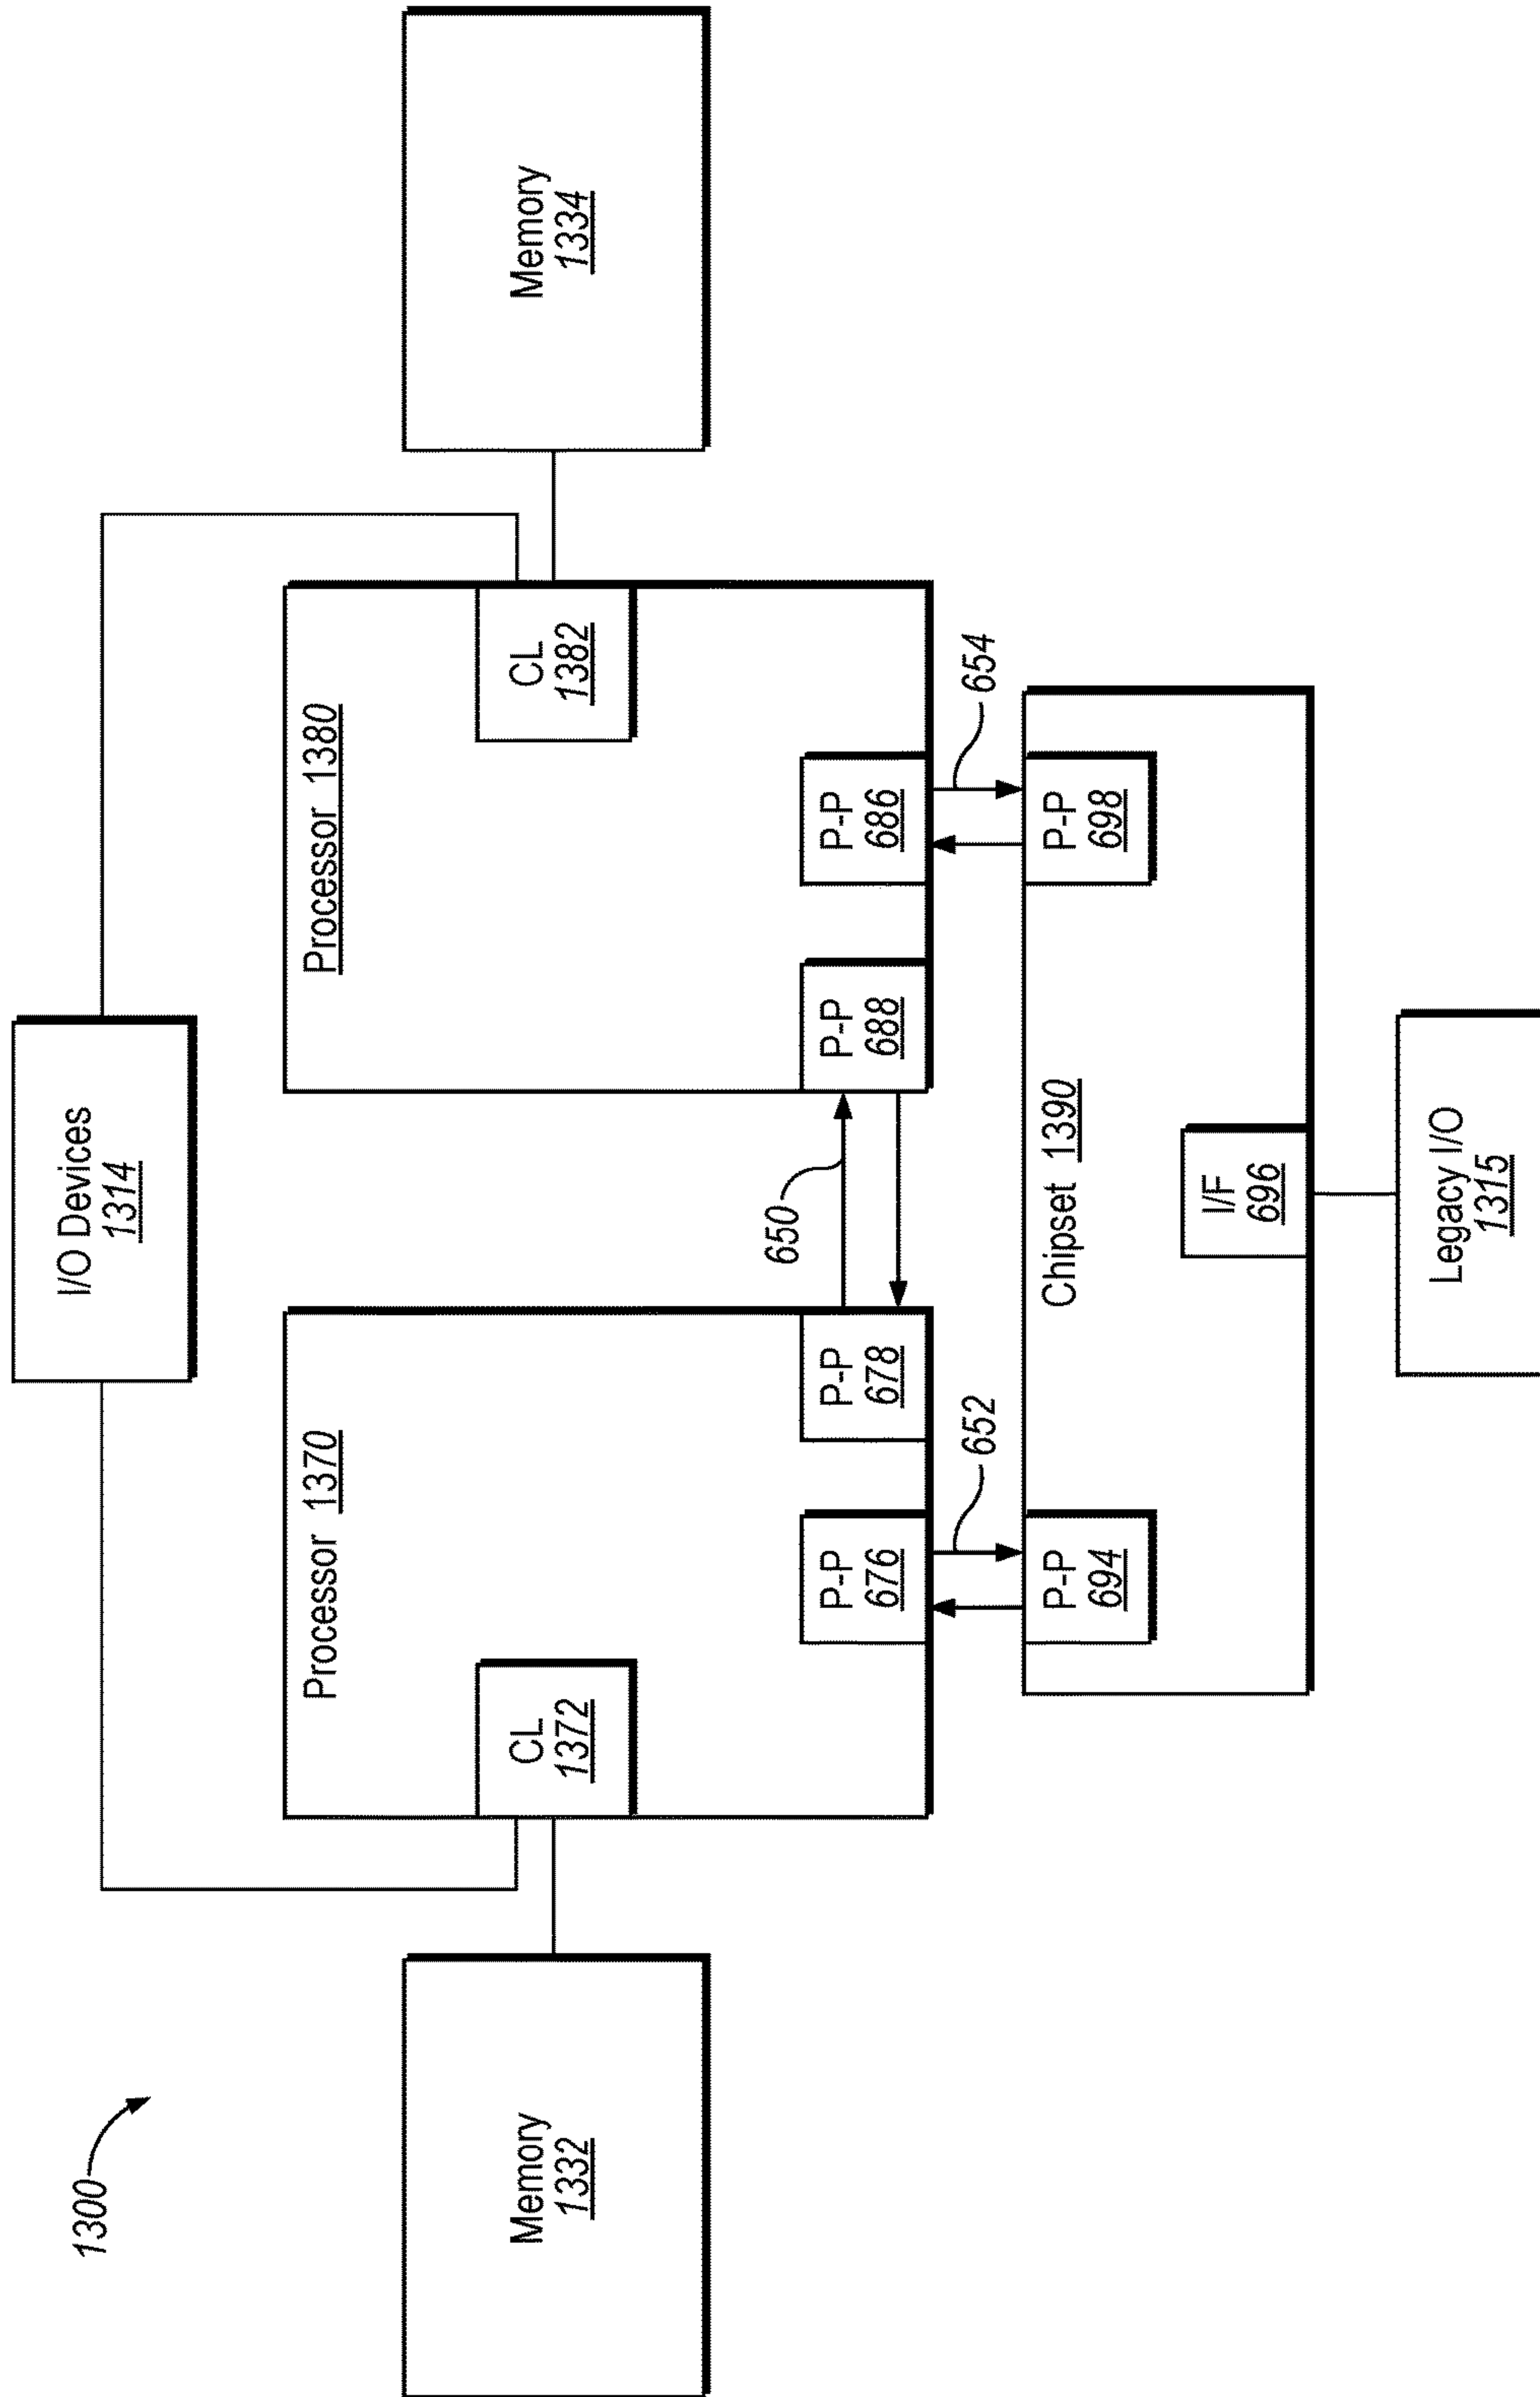 1300
I/O Devices
1314
Memory
1332
Processor 1370
CL
1372
P-P
676
P-P
678
650
Processor 1380
CL
1382
P-P
688
P-P
686
Memory
1334
652
654
Chipset 1390
P-P
694
P-P
698
I/F
696
Legacy I/O
1315